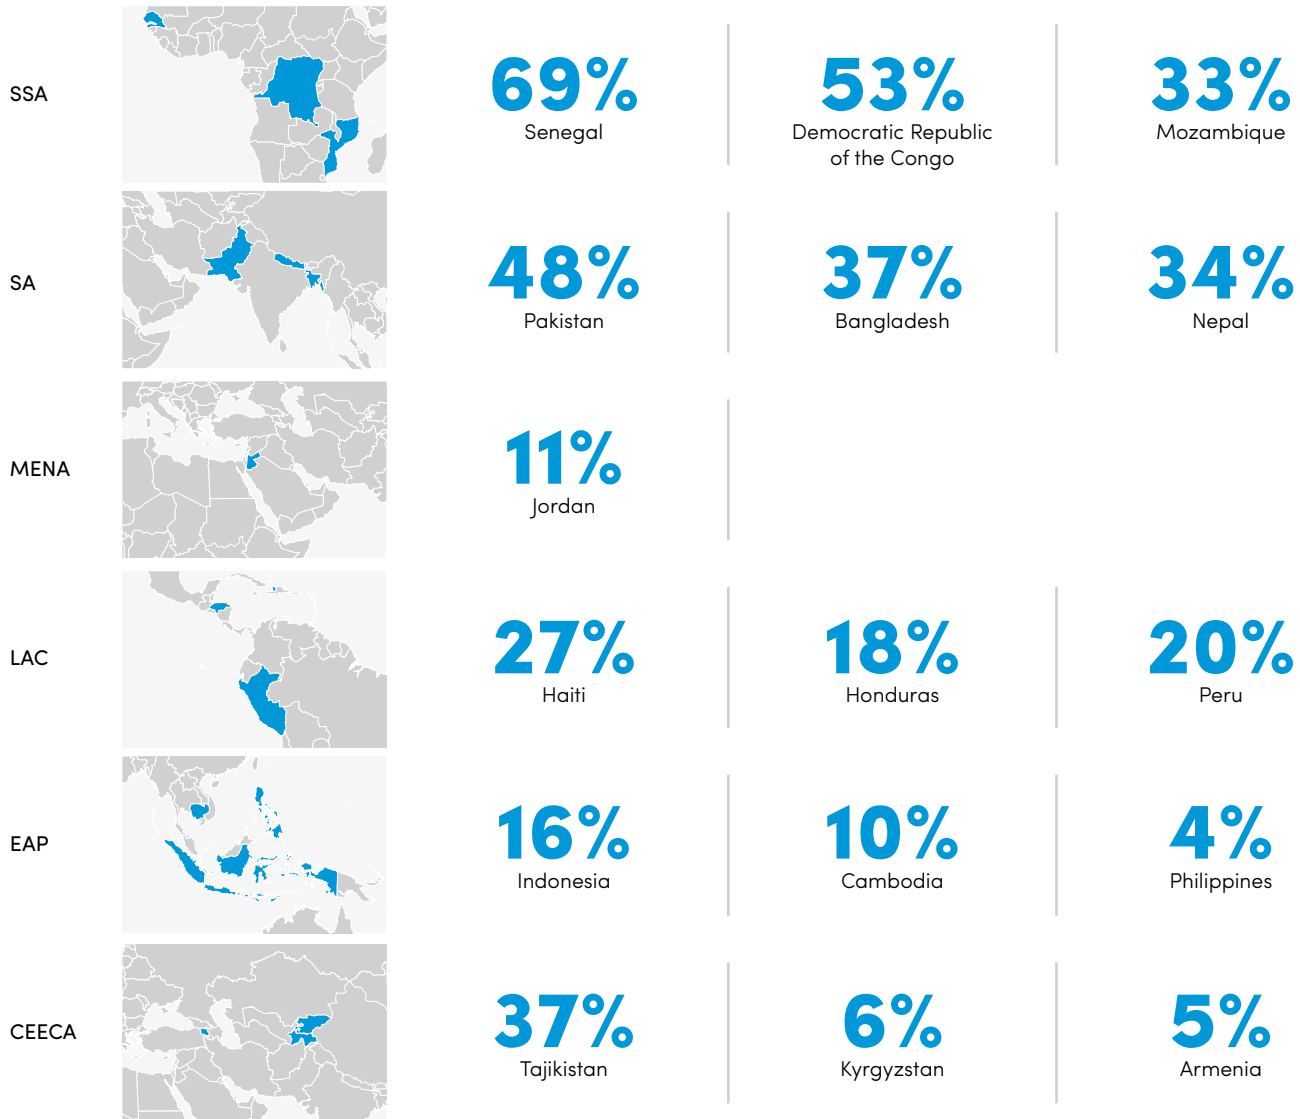 SSA
69%
Senegal
53%
Democratic Republic
of the Congo
33%
Mozambique
SA
48%
Pakistan
37%
Bangladesh
34%
Nepal
MENA
11%
Jordan
LAC
27%
Haiti
18%
Honduras
20%
Peru
EAP
16%
Indonesia
10%
Cambodia
4%
Philippines
CEECA
37%
Tajikistan
6%
Kyrgyzstan
5%
Armenia